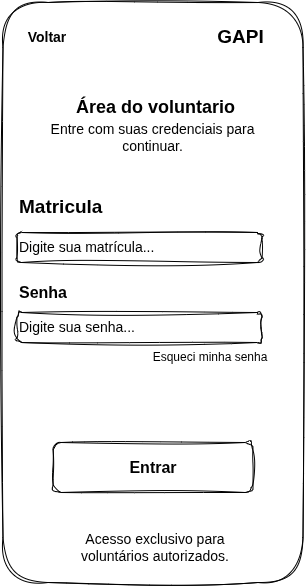 Voltar
GAPI
Área do voluntario
Entre com suas credenciais para
continuar.
Matricula
Digite sua matrícula...
Senha
Digite sua senha...
Esqueci minha senha
Entrar
Acesso exclusivo para
voluntários autorizados.